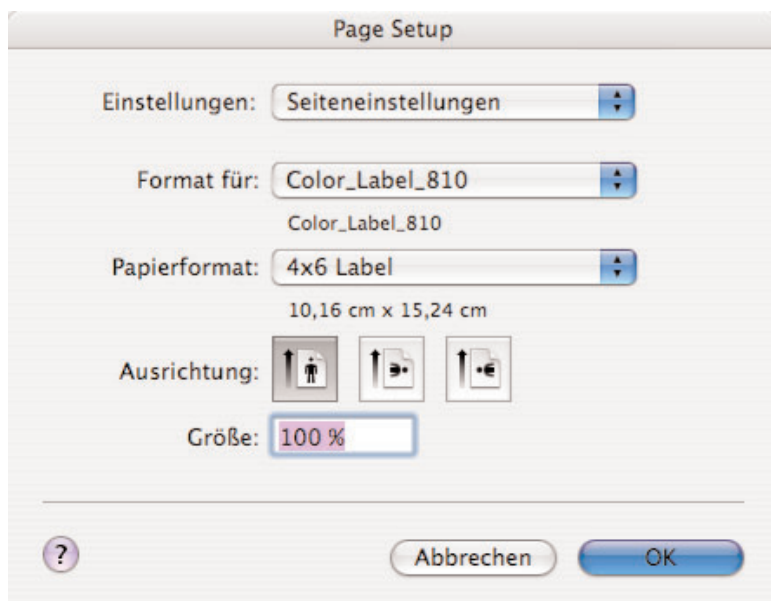 Page Setup
Einstellungen: Seiteneinstellungen
Format für: Color_Label_810
Color_Label_810
Papierformat: 4x6 Label
10,16 cm x 15,24 cm
Ausrichtung:
Größe: 100 %
? Abbrechen OK